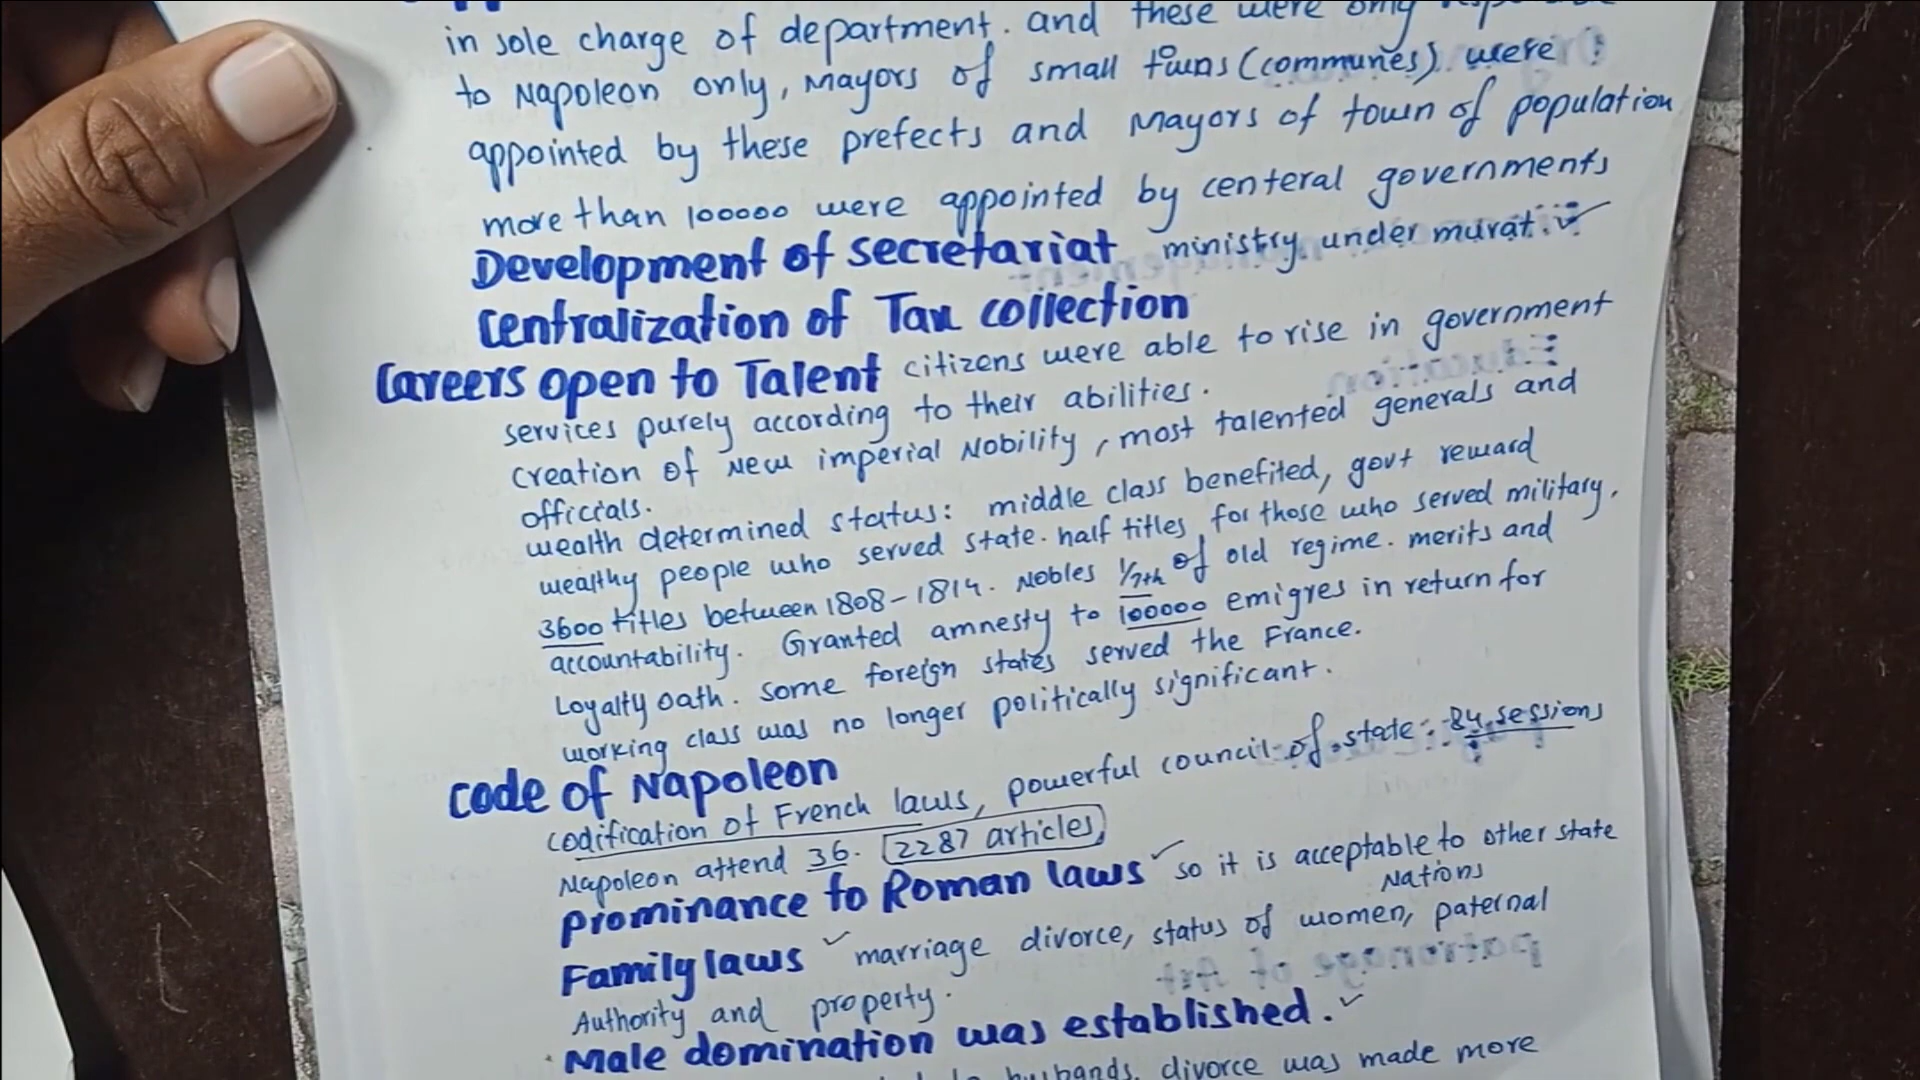 in sole charge of department. and these were only
to Napoleon only, Mayors of small towns (communes) were
appointed by these prefects and Mayors of town of population
more than 100000 were appointed by centeral governments
Development of secretariat ministry under murat.
Centralization of Tax collection
Careers open to Talent citizens were able to rise in government
services purely according to their abilities.
creation of New imperial Nobility, most talented generals and
officials.
wealth determined status: middle class benefited, govt reward
wealthy people who served state. half titles for those who served military.
3600 titles between 1808-1814. Nobles 1/7th of old regime. merits and
accountability. Granted amnesty to 100000 emigres in return for
Loyalty oath. some foreign states served the France.
working class was no longer politically significant.
Code of Napoleon
codification of French laws, powerful council of state: 84 sessions
Napoleon attend 36. 2287 articles,
Prominance to Roman laws so it is acceptable to other state
Nations
Family laws marriage divorce, status of women, paternal
Authority and property.
Male domination was established.
husbands. divorce was made more